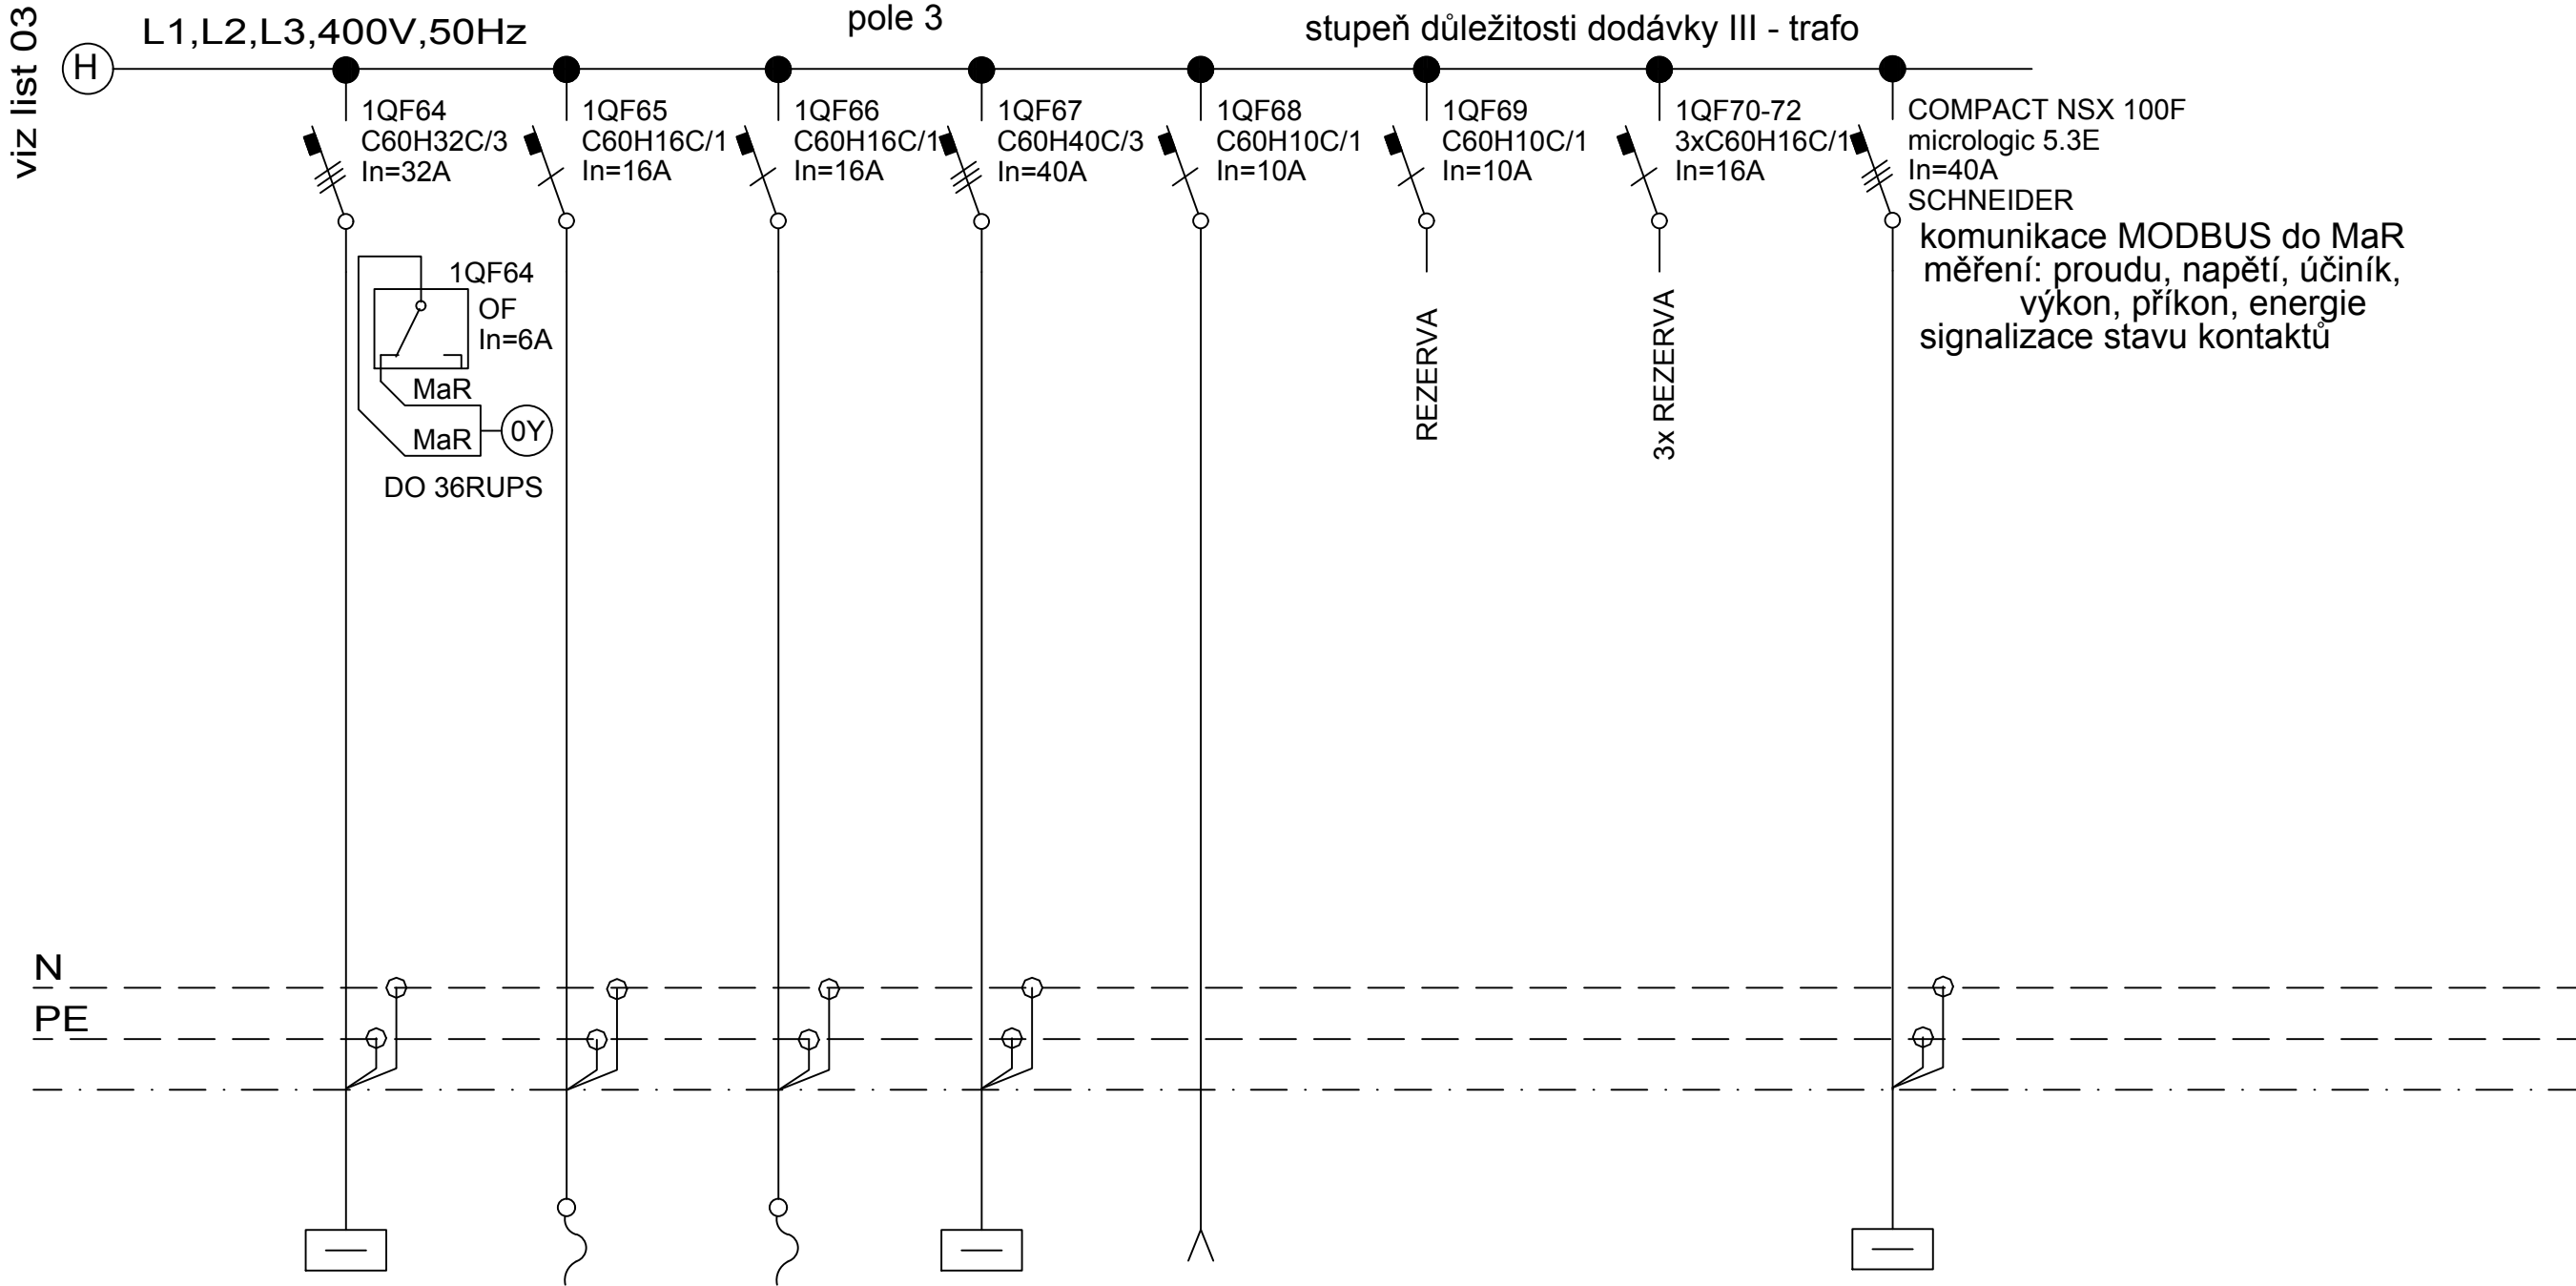 viz list 03
H
L1,L2,L3,400V,50Hz
pole 3
stupeň důležitosti dodávky III - trafo
1QF64
C60H32C/3
In=32A
1QF65
C60H16C/1
In=16A
1QF66
C60H16C/1
In=16A
1QF67
C60H40C/3
In=40A
1QF68
C60H10C/1
In=10A
1QF69
C60H10C/1
In=10A
1QF70-72
3xC60H16C/1
In=16A
COMPACT NSX 100F
micrologic 5.3E
In=40A
SCHNEIDER
komunikace MODBUS do MaR
měření: proudu, napětí, účiník,
výkon, příkon, energie
signalizace stavu kontaktů
1QF64
OF
In=6A
MaR
MaR
0Y
DO 36RUPS
REZERVA
3x REZERVA
N
PE